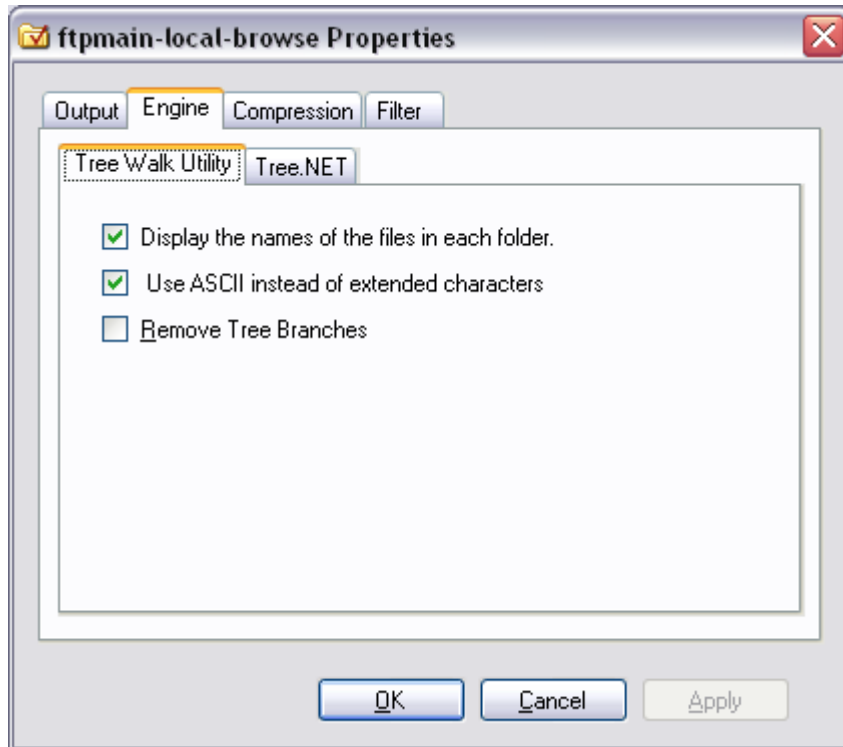 ftpmain-local-browse Properties
Output Engine Compression Filter
Tree Walk Utility Tree.NET
Display the names of the files in each folder.
Use ASCII instead of extended characters
Remove Tree Branches
OK Cancel Apply